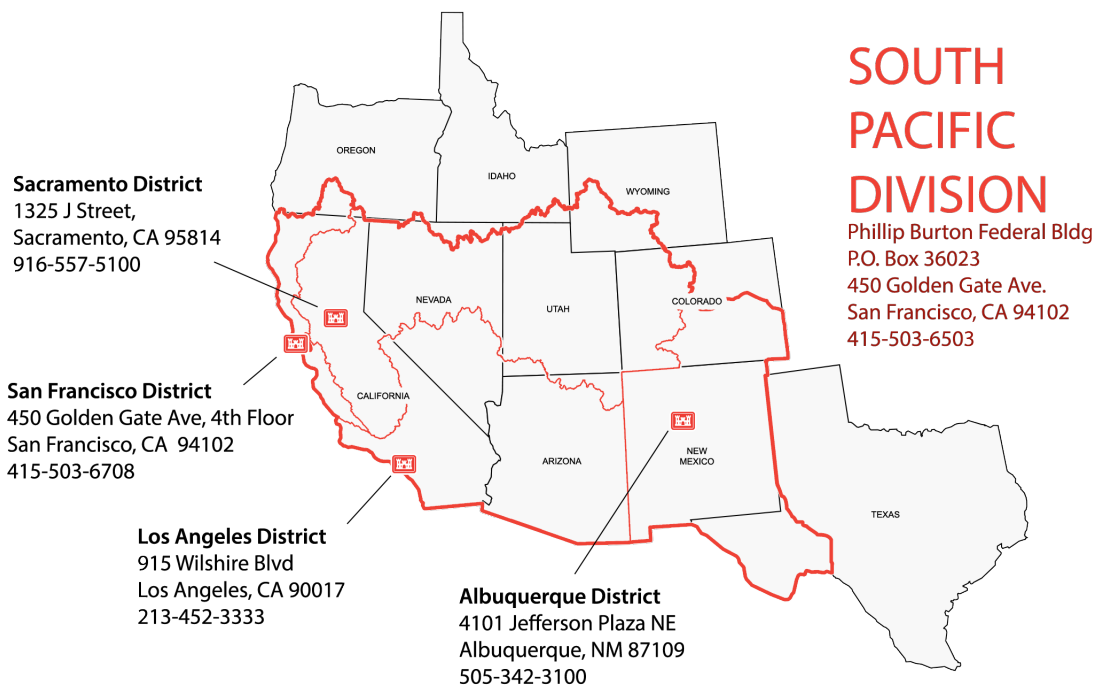 SOUTH
PACIFIC
DIVISION
Phillip Burton Federal Bldg
P.O. Box 36023
450 Golden Gate Ave.
San Francisco, CA 94102
415-503-6503
OREGON
IDAHO
WYOMING
Sacramento District
1325 J Street,
Sacramento, CA 95814
916-557-5100
NEVADA
UTAH
COLORADO
San Francisco District
450 Golden Gate Ave, 4th Floor
San Francisco, CA  94102
415-503-6708
CALIFORNIA
ARIZONA
NEW
MEXICO
TEXAS
Los Angeles District
915 Wilshire Blvd
Los Angeles, CA 90017
213-452-3333
Albuquerque District
4101 Jefferson Plaza NE
Albuquerque, NM 87109
505-342-3100